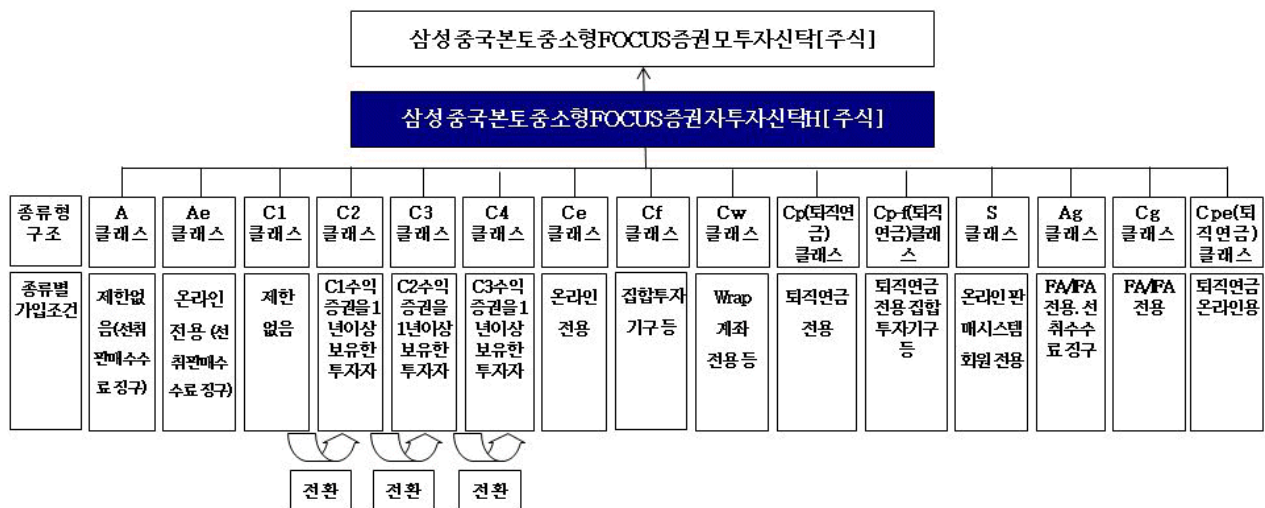 삼성중국본토중소형FOCUS증권모투자신탁[주식]
삼성중국본토중소형FOCUS증권자투자신탁H[주식]
종류형
구조
A
클래스
Ae
클래스
C1
클래스
C2
클래스
C3
클래스
C4
클래스
Ce
클래스
Cf
클래스
Cw
클래스
Cp(퇴직연
금)
클래스
Cp-f(퇴직
연금)클래
스
S
클래스
Ag
클래스
Cg
클래스
Cpe(퇴
직연금)
클래스
종류별
가입조건
제한없
음(선취
판매수수
료징구)
온라인
전용 (선
취판매수
수료징구)
제한
없음
C1수익
증권을1
년이상
보유한
투자자
C2수익
증권을
1년이상
보유한
투자자
C3수익
증권을1
년이상
보유한
투자자
온라인
전용
집합투자
기구 등
Wrap
계좌
전용 등
퇴직연금
전용
퇴직연금
전용 집합
투자기구
등
온라인 판
매시스템
회원 전용
FA/IFA
전용. 선
취수수
료 징구
FA/IFA
전용
퇴직연금
온라인용
전환
전환
전환